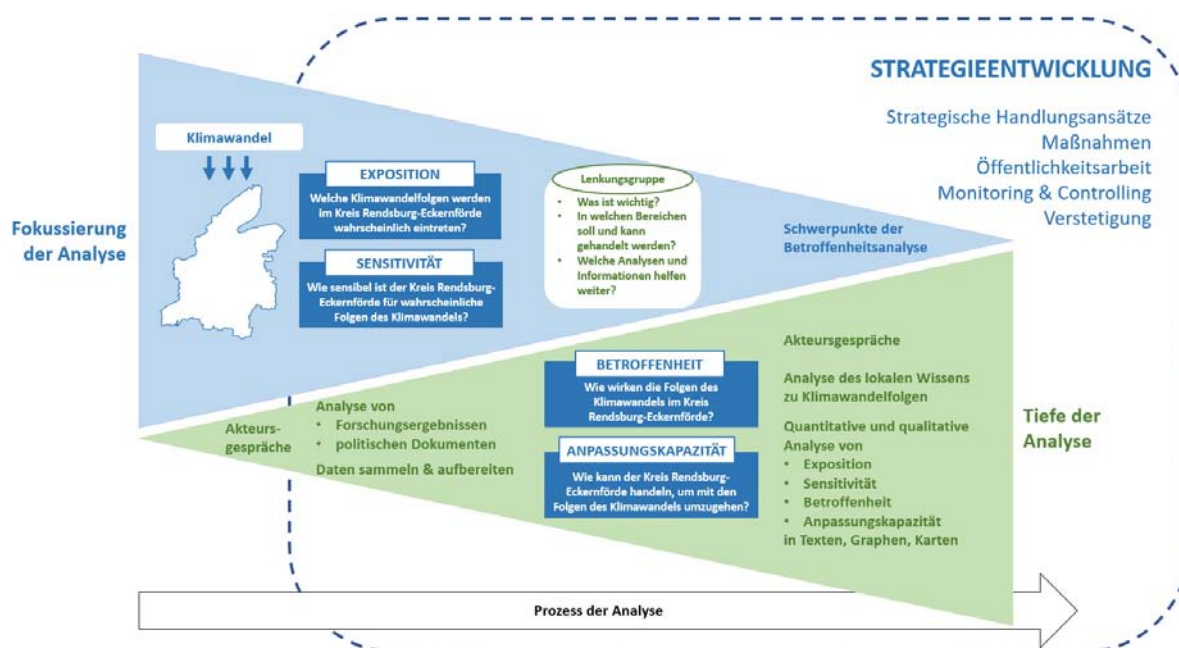 STRATEGIEENTWICKLUNG
Strategische Handlungsansätze
Maßnahmen
Öffentlichkeitsarbeit
Monitoring & Controlling
Verstetigung
Fokussierung
der Analyse
Klimawandel
EXPOSITION
Welche Klimawandelfolgen werden
im Kreis Rendsburg-Eckernförde
wahrscheinlich eintreten?
SENSITIVITÄT
Wie sensibel ist der Kreis Rendsburg-
Eckernförde für wahrscheinliche
Folgen des Klimawandels?
Lenkungsgruppe
• Was ist wichtig?
• In welchen Bereichen
soll und kann
gehandelt werden?
• Welche Analysen und
Informationen helfen
weiter?
Schwerpunkte der
Betroffenheitsanalyse
Akteurs-
gespräche
Analyse von
• Forschungsergebnissen
• politischen Dokumenten
Daten sammeln & aufbereiten
BETROFFENHEIT
Wie wirken die Folgen des
Klimawandels im Kreis
Rendsburg-Eckernförde?
ANPASSUNGSKAPAZITÄT
Wie kann der Kreis Rendsburg-
Eckernförde handeln, um mit den
Folgen des Klimawandels umzugehen?
Akteursgespräche
Analyse des lokalen Wissens
zu Klimawandelfolgen
Quantitative und qualitative
Analyse von
• Exposition
• Sensitivität
• Betroffenheit
• Anpassungskapazität
in Texten, Graphen, Karten
Tiefe der
Analyse
Prozess der Analyse